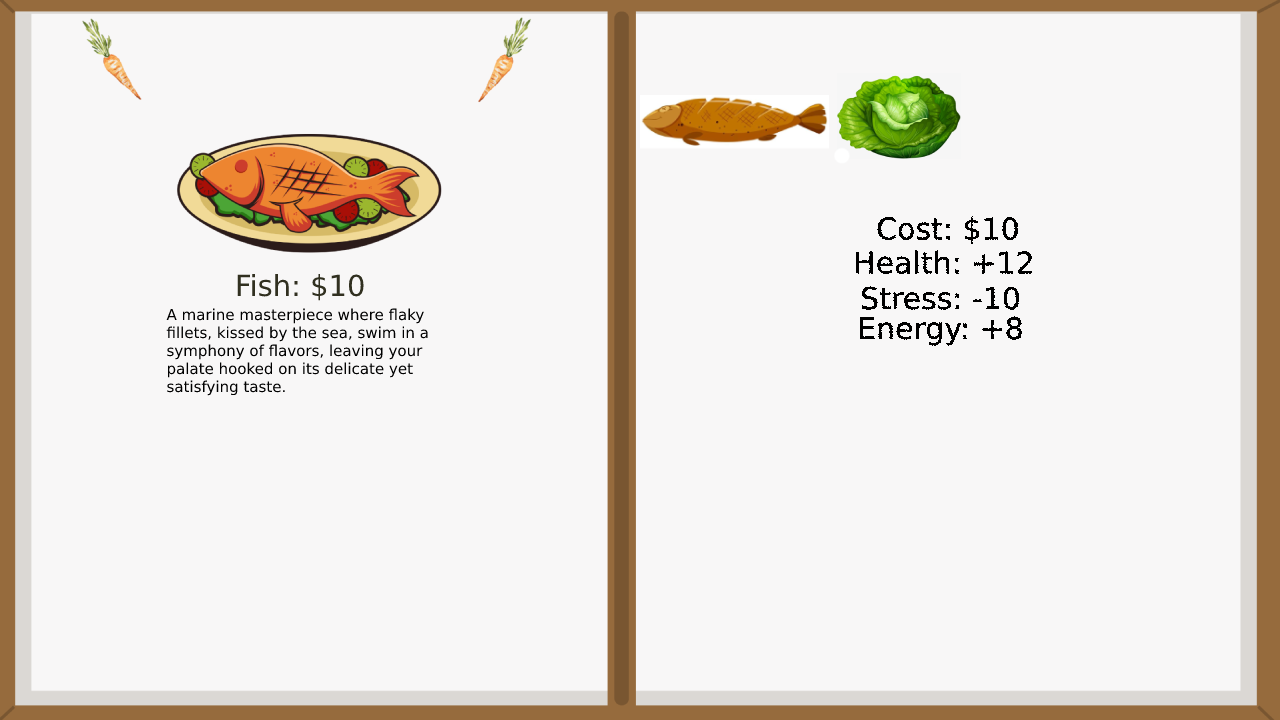 Fish: $10
A marine masterpiece where flaky
fillets, kissed by the sea, swim in a
symphony of flavors, leaving your
palate hooked on its delicate yet
satisfying taste.
Cost: $10
Health: +12
Stress: -10
Energy: +8